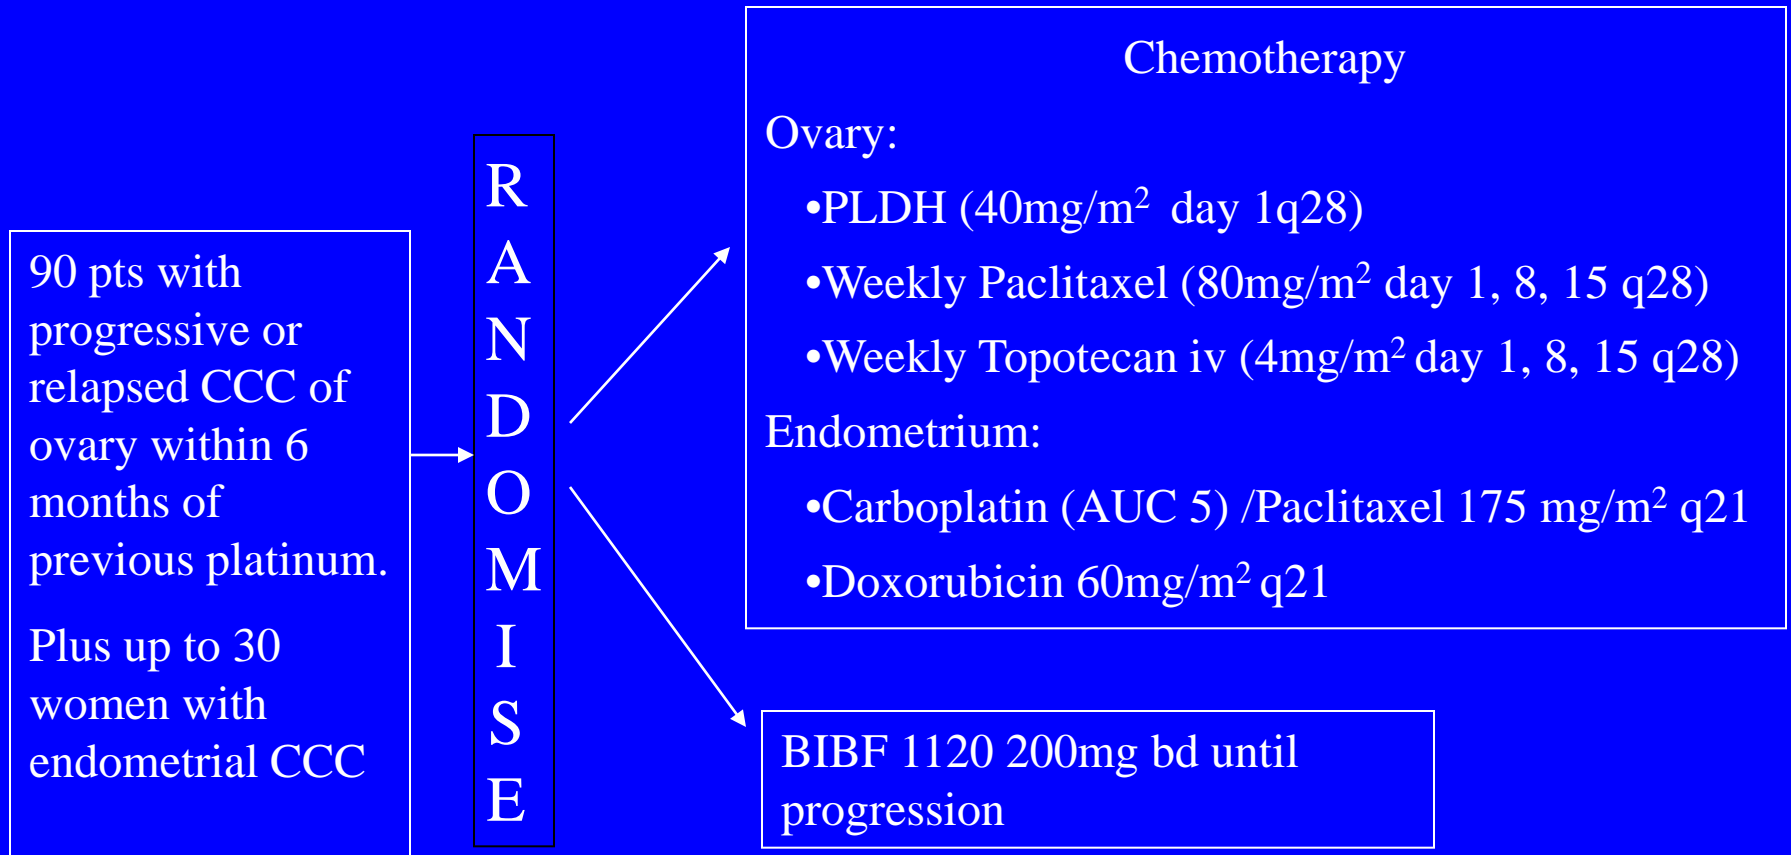 90 pts with
progressive or
relapsed CCC of
ovary within 6
months of
previous platinum.
Plus up to 30
women with
endometrial CCC
R
A
N
D
O
M
I
S
E
Chemotherapy
Ovary:
•PLDH (40mg/m² day 1q28)
•Weekly Paclitaxel (80mg/m² day 1, 8, 15 q28)
•Weekly Topotecan iv (4mg/m² day 1, 8, 15 q28)
Endometrium:
•Carboplatin (AUC 5) /Paclitaxel 175 mg/m² q21
•Doxorubicin 60mg/m² q21
BIBF 1120 200mg bd until
progression